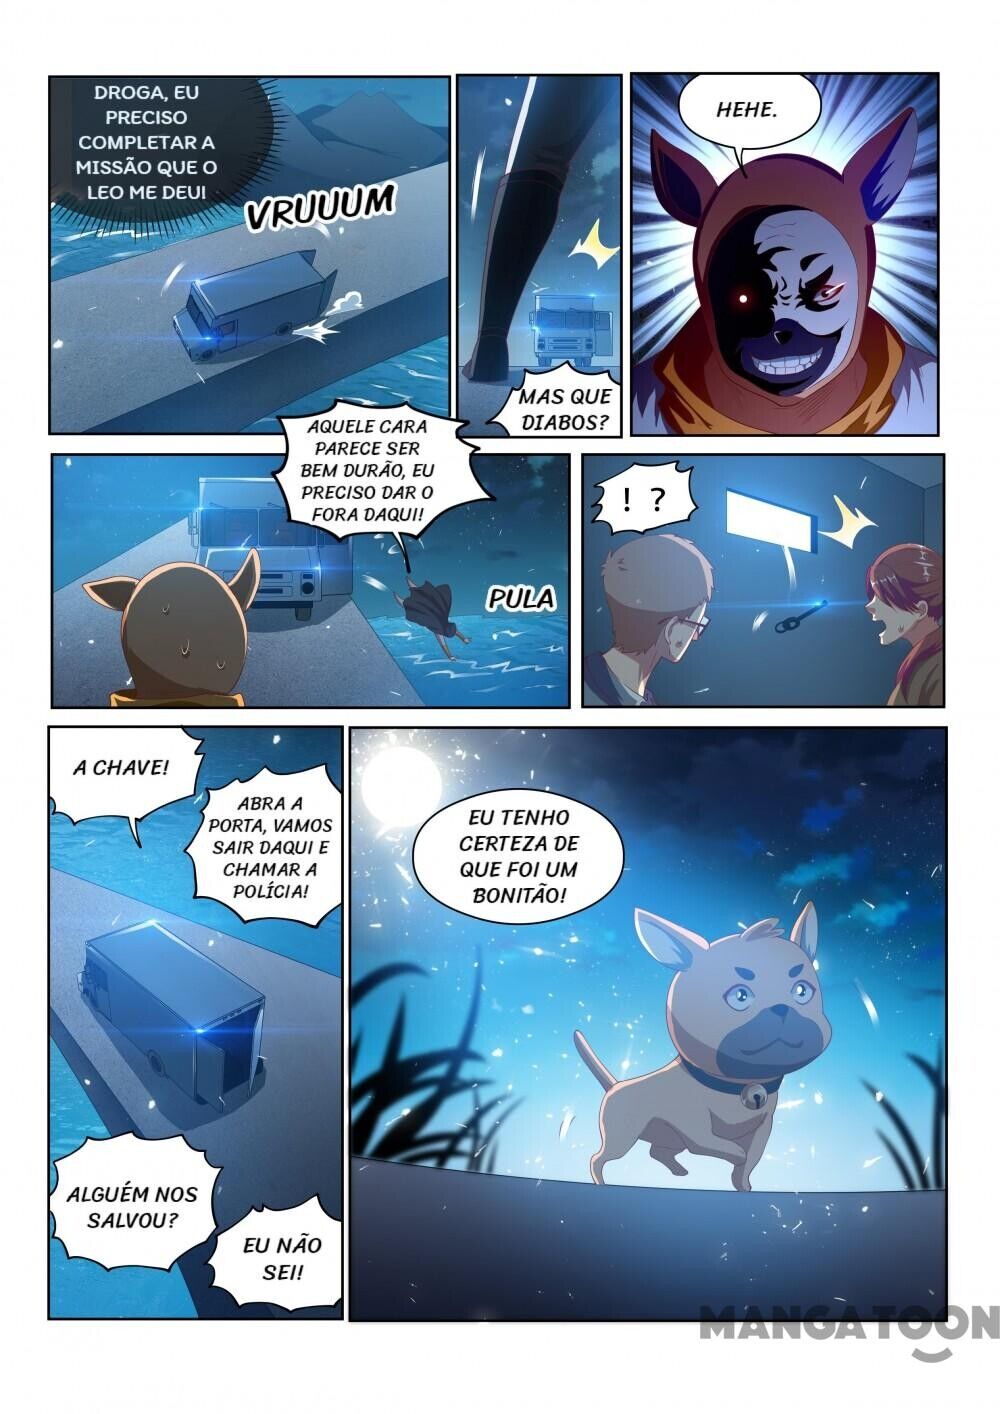 DROGA, EU
PRECISO
COMPLETAR A
MISSÃO QUE O
LEO ME DEU!
VRUUUM
MAS QUE
DIABOS?
HEHE.
AQUELE CARA
PARECE SER
BEM DURÃO, EU
PRECISO DAR O
FORA DAQUI!
PULA
! ?
A CHAVE!
ABRA A
PORTA, VAMOS
SAIR DAQUI E
CHAMAR A
POLÍCIA!
ALGUÉM NOS
SALVOU?
EU NÃO
SEI!
EU TENHO
CERTEZA DE
QUE FOI UM
BONITÃO!
MANGATOON